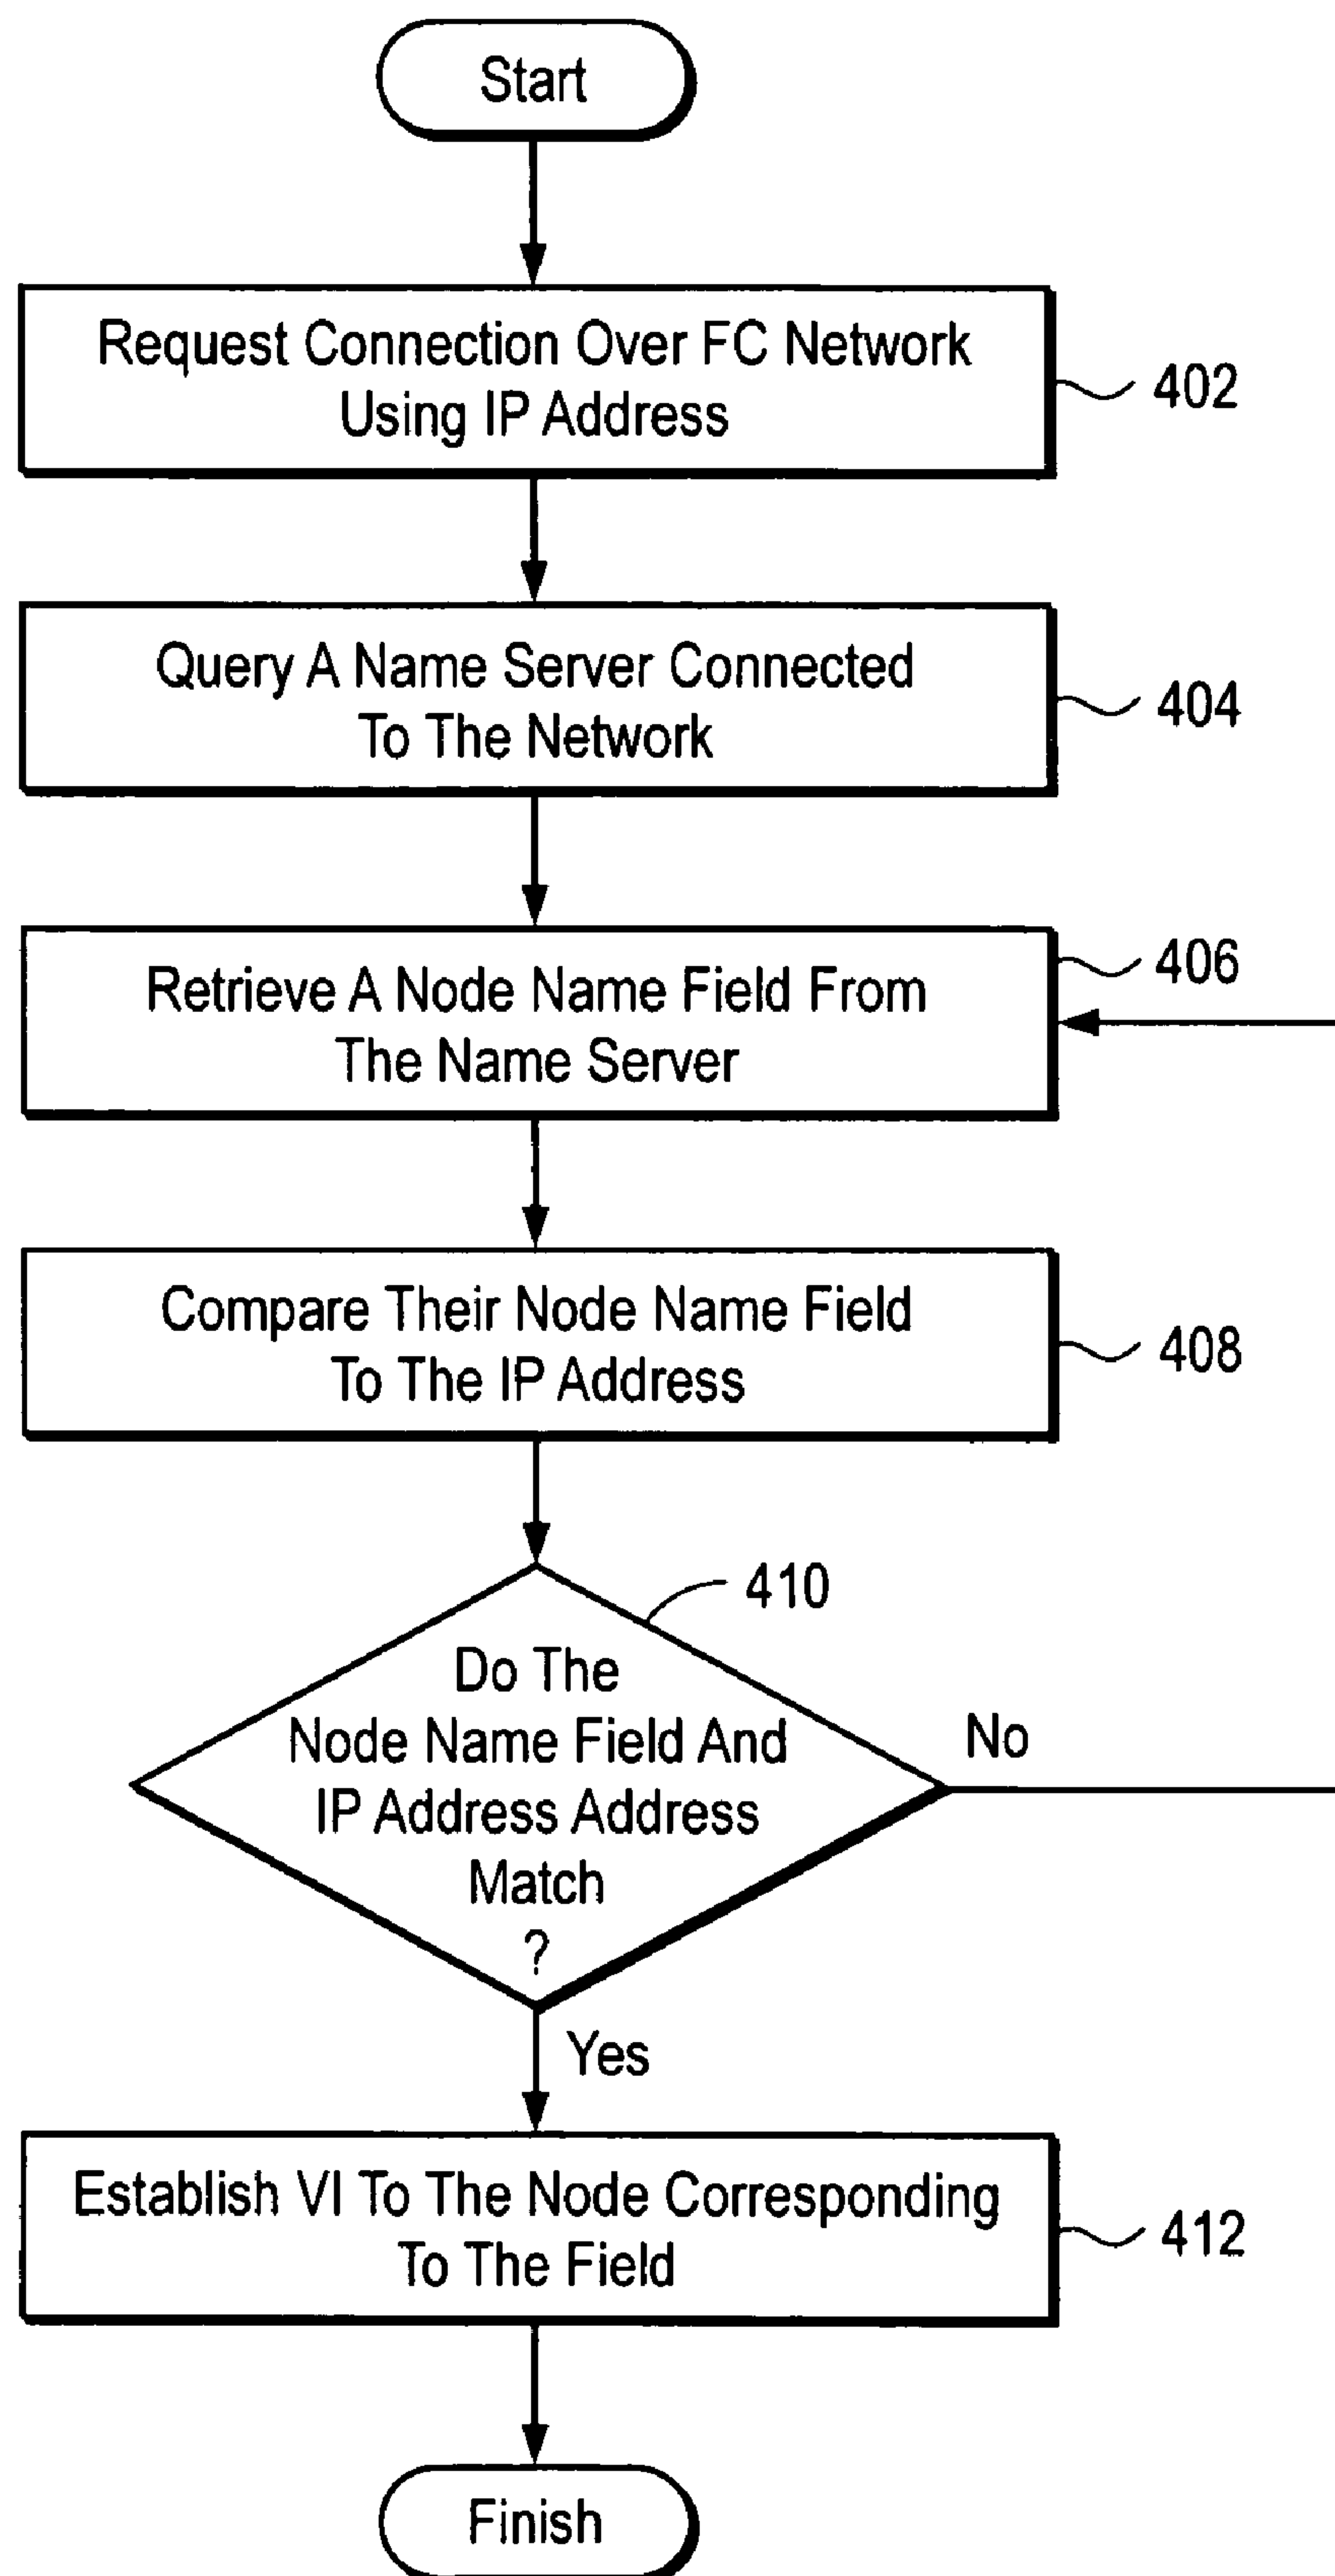 Start
Request Connection Over FC Network
Using IP Address
402
Query A Name Server Connected
To The Network
404
Retrieve A Node Name Field From
The Name Server
406
Compare Their Node Name Field
To The IP Address
408
410
Do The
Node Name Field And
IP Address Address
Match
?
No
Yes
Establish VI To The Node Corresponding
To The Field
412
Finish